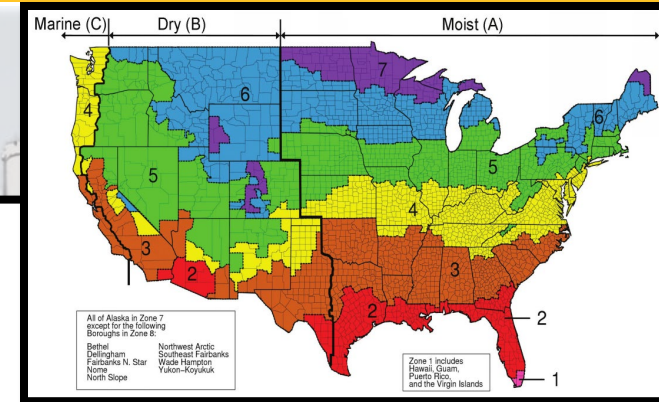 Marine (C) Dry (B) Moist (A)
7
6
4
6
5
5
4
3
3
2
2
2
1
All of Alaska in Zone 7
except for the following
Boroughs in Zone 8:
Bethel Northwest Arctic
Dellingham Southeast Fairbanks
Fairbanks N. Star Wade Hampton
Nome Yukon-Koyukuk
North Slope
Zone 1 includes
Hawaii, Guam,
Puerto Rico,
and the Virgin Islands